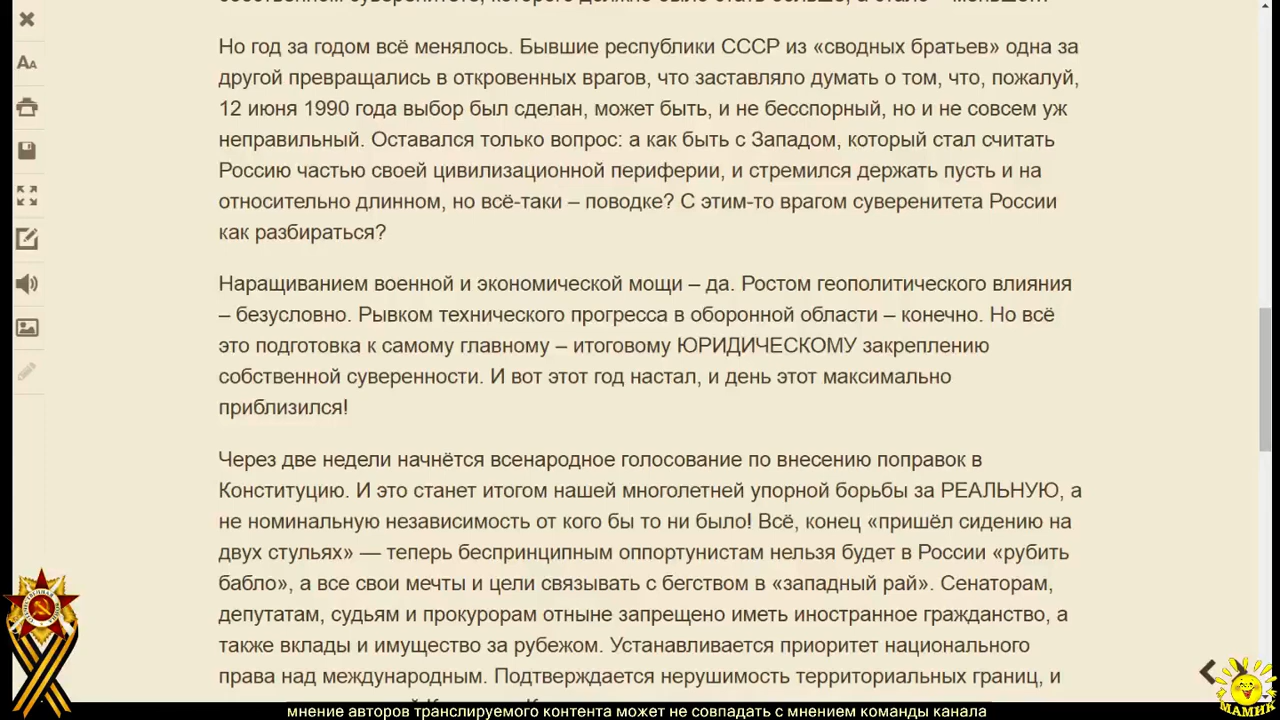 Но год за годом всё менялось. Бывшие республики СССР из «сводных братьев» одна за
другой превращались в откровенных врагов, что заставляло думать о том, что, пожалуй,
12 июня 1990 года выбор был сделан, может быть, и не бесспорный, но и не совсем уж
неправильный. Оставался только вопрос: а как быть с Западом, который стал считать
Россию частью своей цивилизационной периферии, и стремился держать пусть и на
относительно длинном, но всё-таки – поводке? С этим-то врагом суверенитета России
как разбираться?
Наращиванием военной и экономической мощи – да. Ростом геополитического влияния
– безусловно. Рывком технического прогресса в оборонной области – конечно. Но всё
это подготовка к самому главному – итоговому ЮРИДИЧЕСКОМУ закреплению
собственной суверенности. И вот этот год настал, и день этот максимально
приблизился!
Через две недели начнётся всенародное голосование по внесению поправок в
Конституцию. И это станет итогом нашей многолетней упорной борьбы за РЕАЛЬНУЮ, а
не номинальную независимость от кого бы то ни было! Всё, конец «пришёл сидению на
двух стульях» — теперь беспринципным оппортунистам нельзя будет в России «рубить
бабло», а все свои мечты и цели связывать с бегством в «западный рай». Сенаторам,
депутатам, судьям и прокурорам отныне запрещено иметь иностранное гражданство, а
также вклады и имущество за рубежом. Устанавливается приоритет национального
права над международным. Подтверждается нерушимость территориальных границ, и
МАМИК
мнение авторов транслируемого контента может не совпадать с мнением команды канала